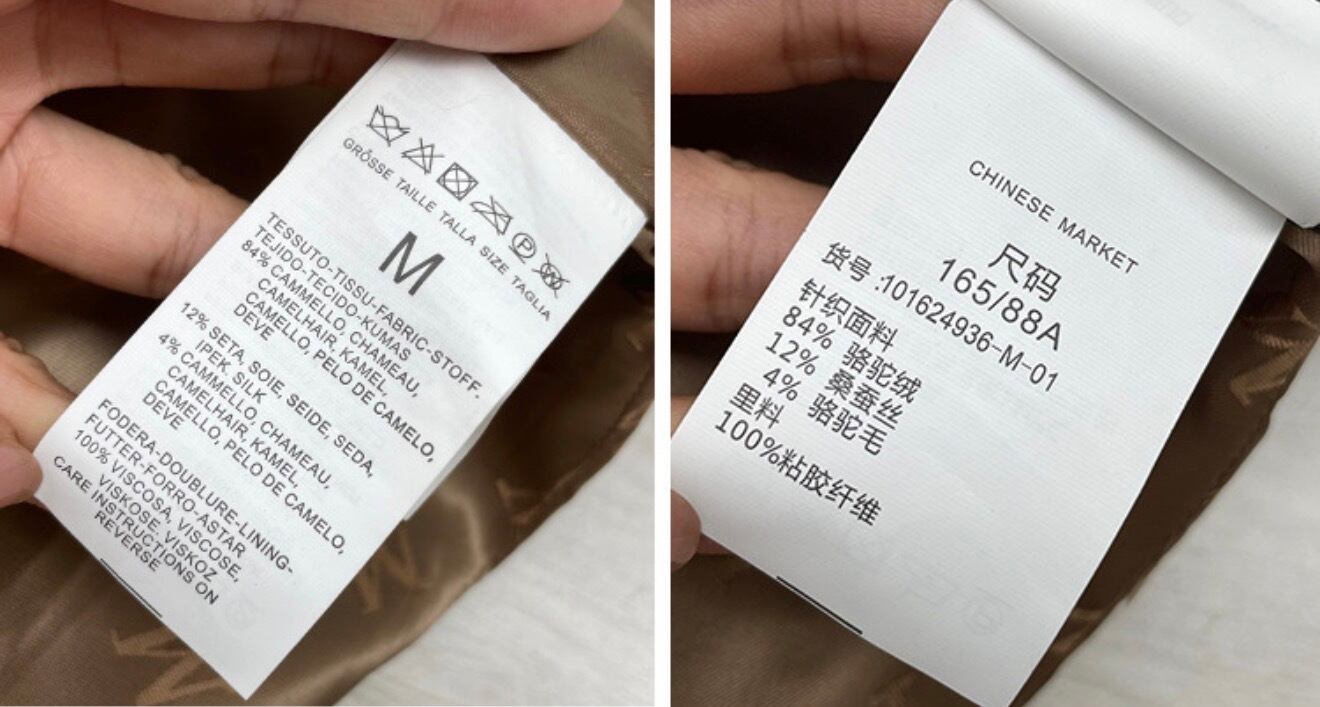 GRÖSSE TAILLE TALLA SIZE TAGLIA
M
TESSUTO-TISSU-FABRIC-STOFF.
TEJIDO-TECIDO-KUMAS
84% CAMMELLO, CHAMEAU,
CAMELHAIR, KAMEL,
CAMELLO, PELO DE CAMELO,
DEVE
12% SETA, SOIE, SEIDE, SEDA,
IPEK, SILK
4% CAMMELLO, CHAMEAU,
CAMELHAIR, KAMEL,
CAMELLO, PELO DE CAMELO,
DEVE
FODERA-DOUBLURE-LINING-
FUTTER-FORRO-ASTAR
100% VISCOSA, VISCOSE,
VISKOSE, VISKOZ
CARE INSTRUCTIONS ON
REVERSE
CHINESE MARKET
尺码
165/88A
货号 :101624936-M-01
针织面料
84% 骆驼绒
12% 桑蚕丝
4% 骆驼毛
里料
100%粘胶纤维